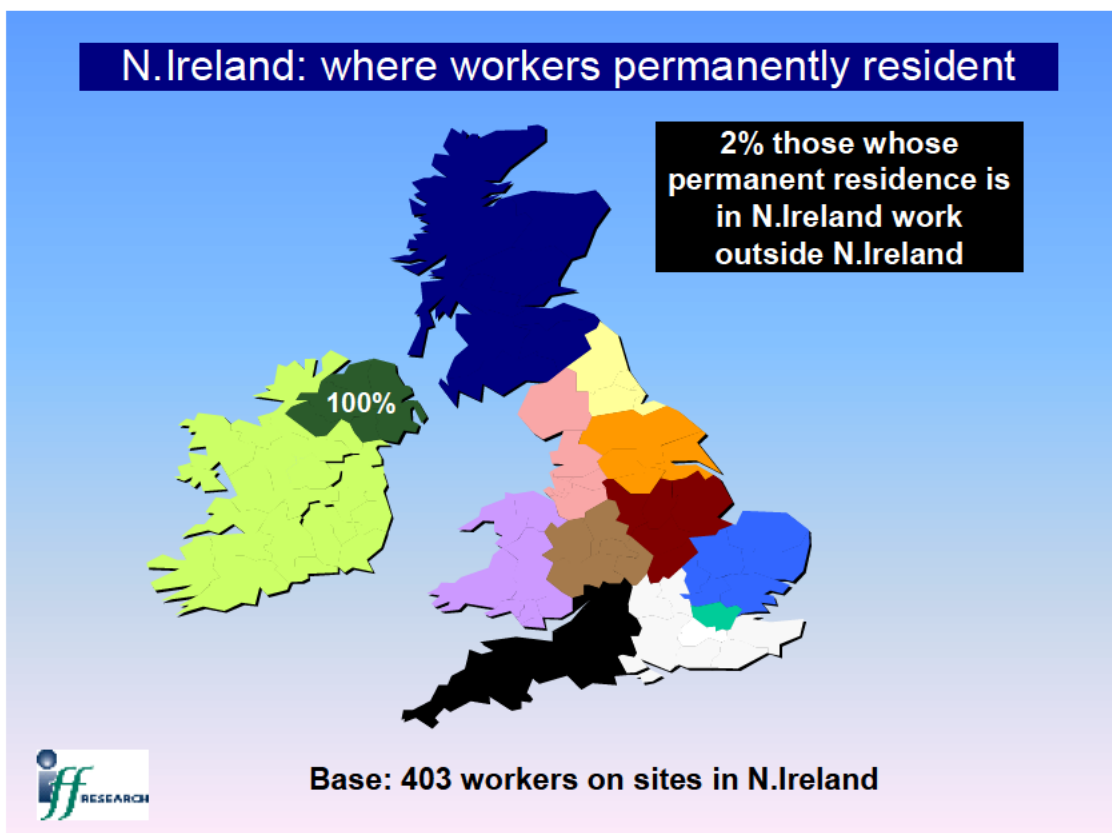 N.Ireland: where workers permanently resident
2% those whose
permanent residence is
in N.Ireland work
outside N.Ireland
100%
iff RESEARCH
Base: 403 workers on sites in N.Ireland